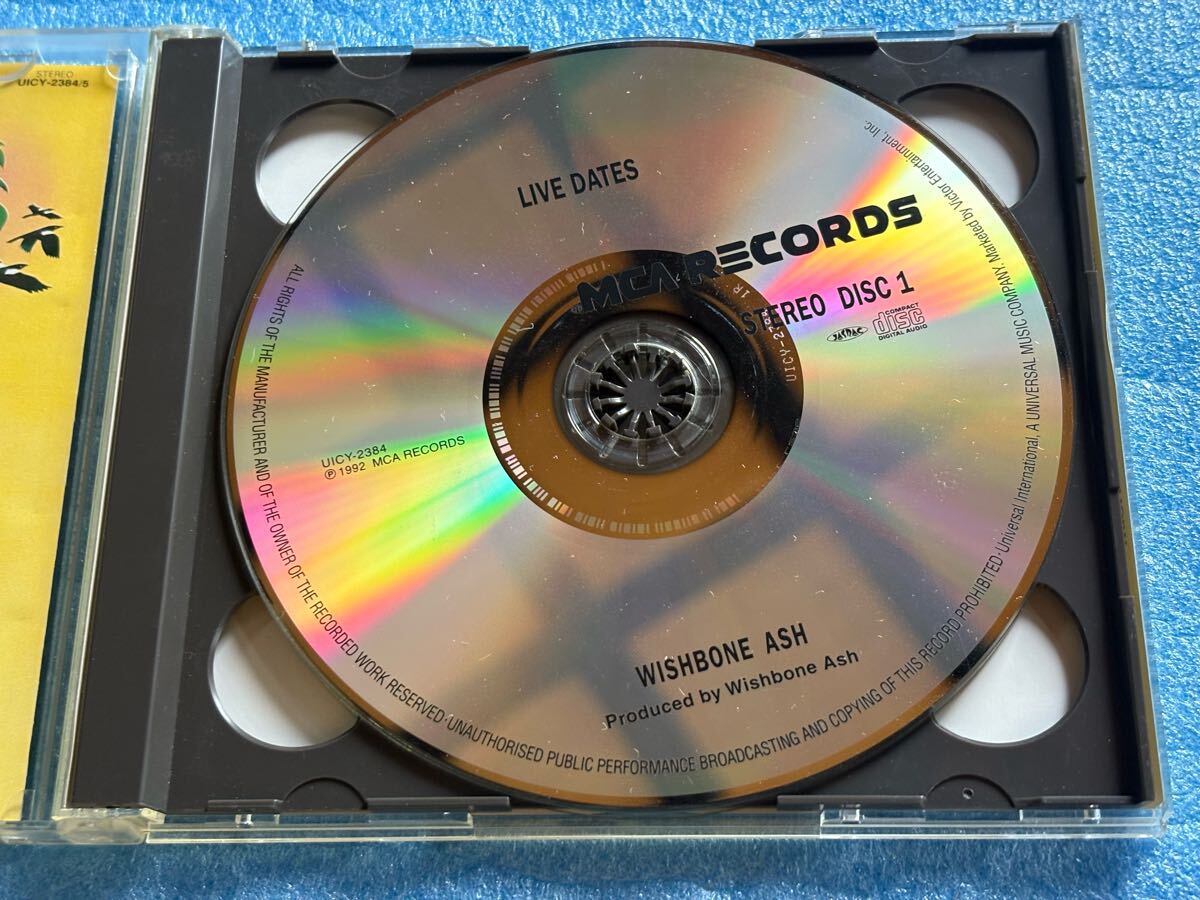 STEREO
UICY-2384/5
LIVE DATES
MCA RECORDS
STEREO DISC 1
JASRAC
COMPACT
disc
DIGITAL AUDIO
UICY-2384
Ⓟ1992 MCA RECORDS
WISHBONE ASH
Produced by Wishbone Ash
ALL RIGHTS OF THE MANUFACTURER AND OF THE OWNER OF THE RECORDED WORK RESERVED·UNAUTHORISED PUBLIC PERFORMANCE BROADCASTING AND COPYING OF THIS RECORD PROHIBITED·Universal International, A UNIVERSAL MUSIC COMPANY. Marketed by Victor Entertainment, Inc.